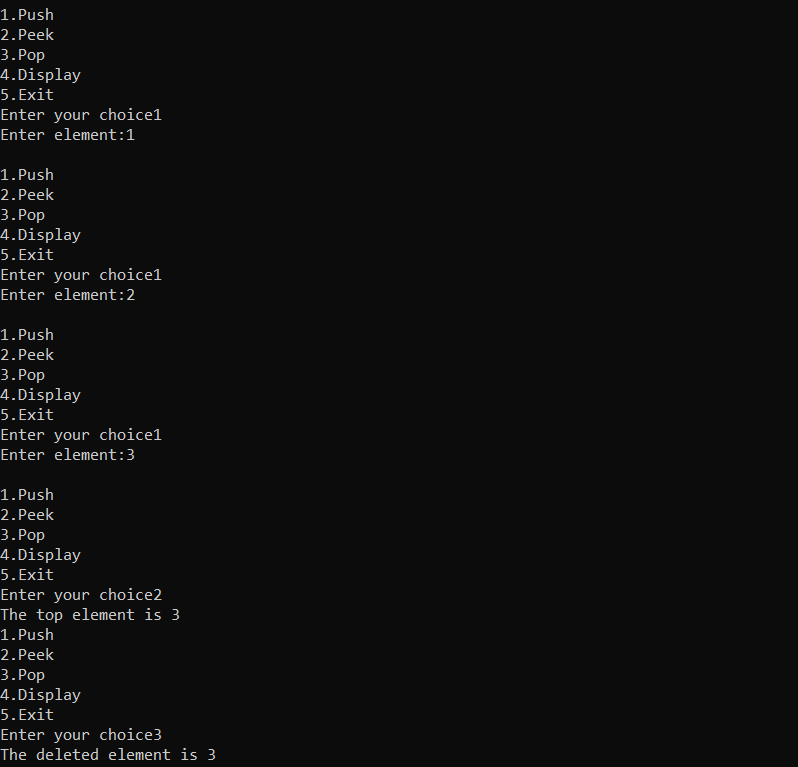 1.Push
2.Peek
3.Pop
4.Display
5.Exit
Enter your choice1
Enter element:1

1.Push
2.Peek
3.Pop
4.Display
5.Exit
Enter your choice1
Enter element:2

1.Push
2.Peek
3.Pop
4.Display
5.Exit
Enter your choice1
Enter element:3

1.Push
2.Peek
3.Pop
4.Display
5.Exit
Enter your choice2
The top element is 3
1.Push
2.Peek
3.Pop
4.Display
5.Exit
Enter your choice3
The deleted element is 3